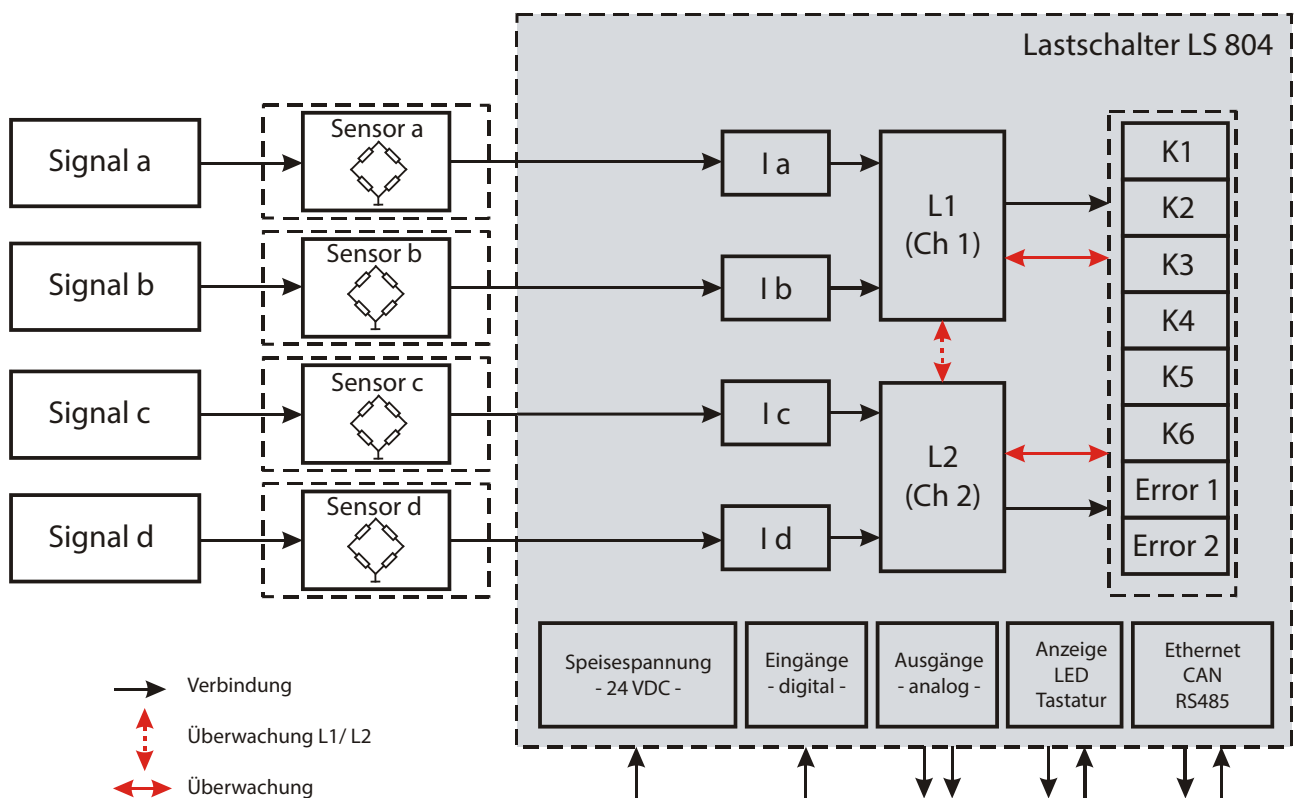 Lastschalter LS 804
Signal a
Sensor a
I a
L1
(Ch 1)
Signal b
Sensor b
I b
Signal c
Sensor c
I c
L2
(Ch 2)
Signal d
Sensor d
I d
K1
K2
K3
K4
K5
K6
Error 1
Error 2
Speisespannung
- 24 VDC -
Eingänge
- digital -
Ausgänge
- analog -
Anzeige
LED
Tastatur
Ethernet
CAN
RS485
Verbindung
Überwachung L1/ L2
Überwachung